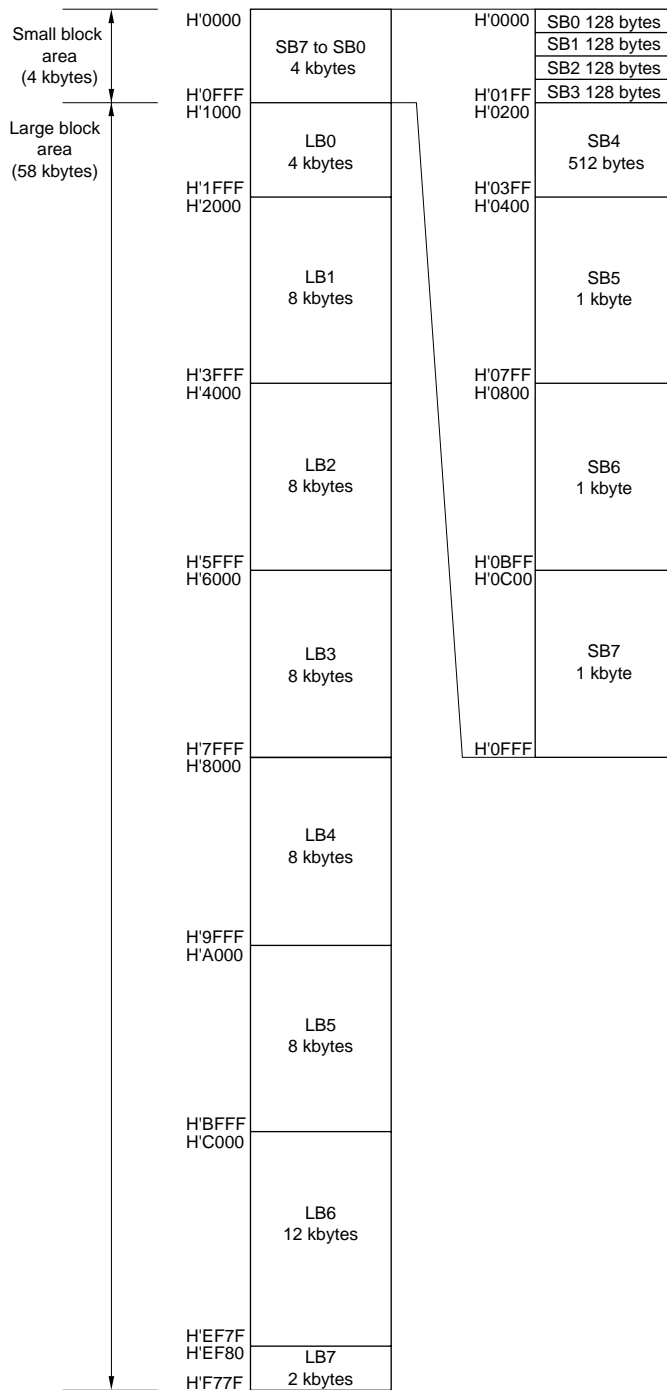 Small block
area
(4 kbytes)
Large block
area
(58 kbytes)
H'0000
SB7 to SB0
4 kbytes
H'0FFF
H'1000
LB0
4 kbytes
H'1FFF
H'2000
LB1
8 kbytes
H'3FFF
H'4000
LB2
8 kbytes
H'5FFF
H'6000
LB3
8 kbytes
H'7FFF
H'8000
LB4
8 kbytes
H'9FFF
H'A000
LB5
8 kbytes
H'BFFF
H'C000
LB6
12 kbytes
H'EF7F
H'EF80
LB7
2 kbytes
H'F77F
H'0000
SB0 128 bytes
SB1 128 bytes
SB2 128 bytes
SB3 128 bytes
H'01FF
H'0200
SB4
512 bytes
H'03FF
H'0400
SB5
1 kbyte
H'07FF
H'0800
SB6
1 kbyte
H'0BFF
H'0C00
SB7
1 kbyte
H'0FFF